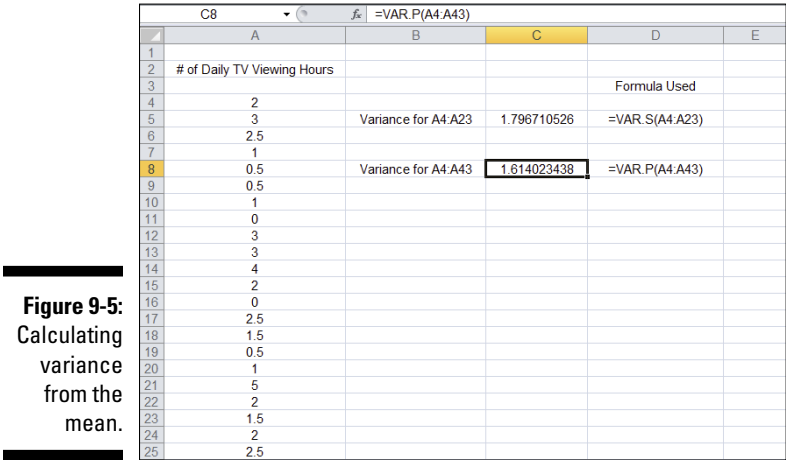 C8 fx =VAR.P(A4:A43)
A B C D E
1
2 # of Daily TV Viewing Hours
3 Formula Used
4 2
5 3 Variance for A4:A23 1.796710526 =VAR.S(A4:A23)
6 2.5
7 1
8 0.5 Variance for A4:A43 1.614023438 =VAR.P(A4:A43)
9 0.5
10 1
11 0
12 3
13 3
14 4
15 2
16 0
17 2.5
18 1.5
19 0.5
20 1
21 5
22 2
23 1.5
24 2
25 2.5
Figure 9-5:
Calculating
variance
from the
mean.